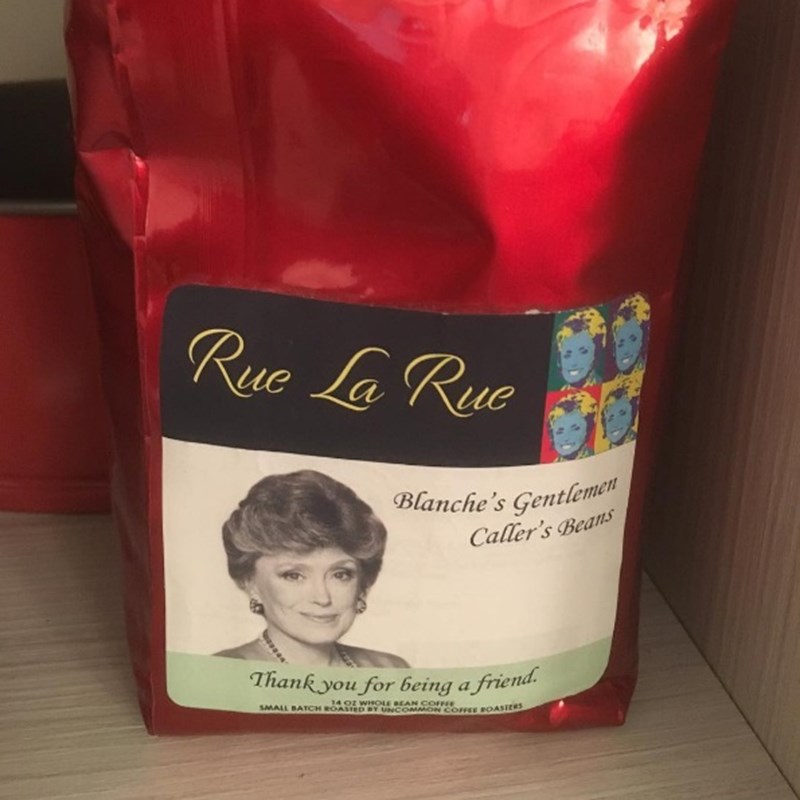 Rue La Rue
Blanche's Gentlemen
Caller's Beans
Thank you for being a friend.
14 OZ WHOLE BEAN COFFEE
SMALL BATCH ROASTED BY UNCOMMON COFFEE ROASTERS